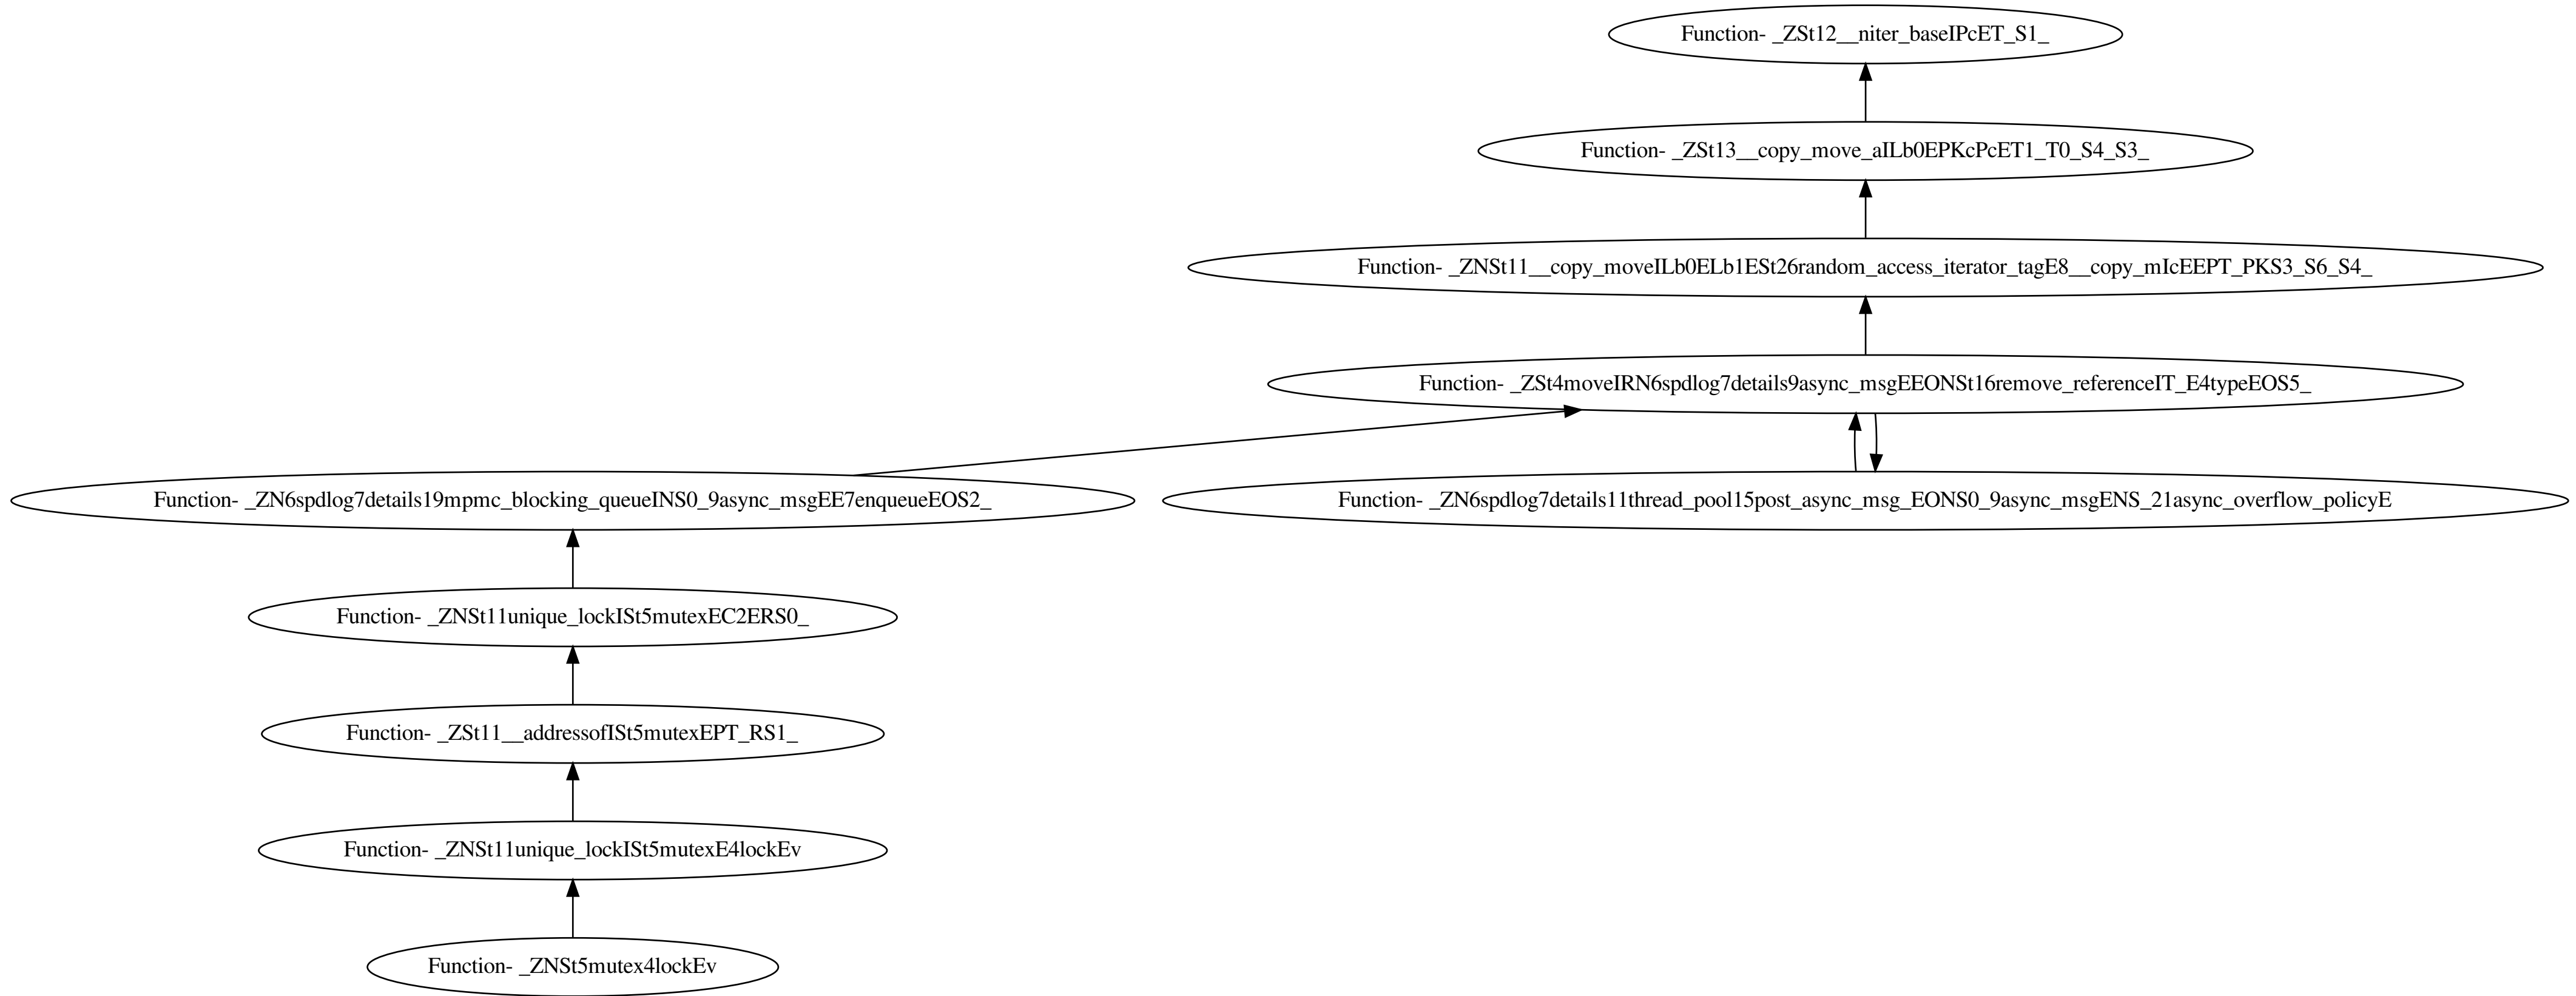 Function- _ZSt12__niter_baseIPcET_S1_
Function- _ZSt13__copy_move_aILb0EPKcPcET1_T0_S4_S3_
Function- _ZNSt11__copy_moveILb0ELb1ESt26random_access_iterator_tagE8__copy_mIcEEPT_PKS3_S6_S4_
Function- _ZSt4moveIRN6spdlog7details9async_msgEEONSt16remove_referenceIT_E4typeEOS5_
Function- _ZN6spdlog7details19mpmc_blocking_queueINS0_9async_msgEE7enqueueEOS2_
Function- _ZN6spdlog7details11thread_pool15post_async_msg_EONS0_9async_msgENS_21async_overflow_policyE
Function- _ZNSt11unique_lockISt5mutexEC2ERS0_
Function- _ZSt11__addressofISt5mutexEPT_RS1_
Function- _ZNSt11unique_lockISt5mutexE4lockEv
Function- _ZNSt5mutex4lockEv